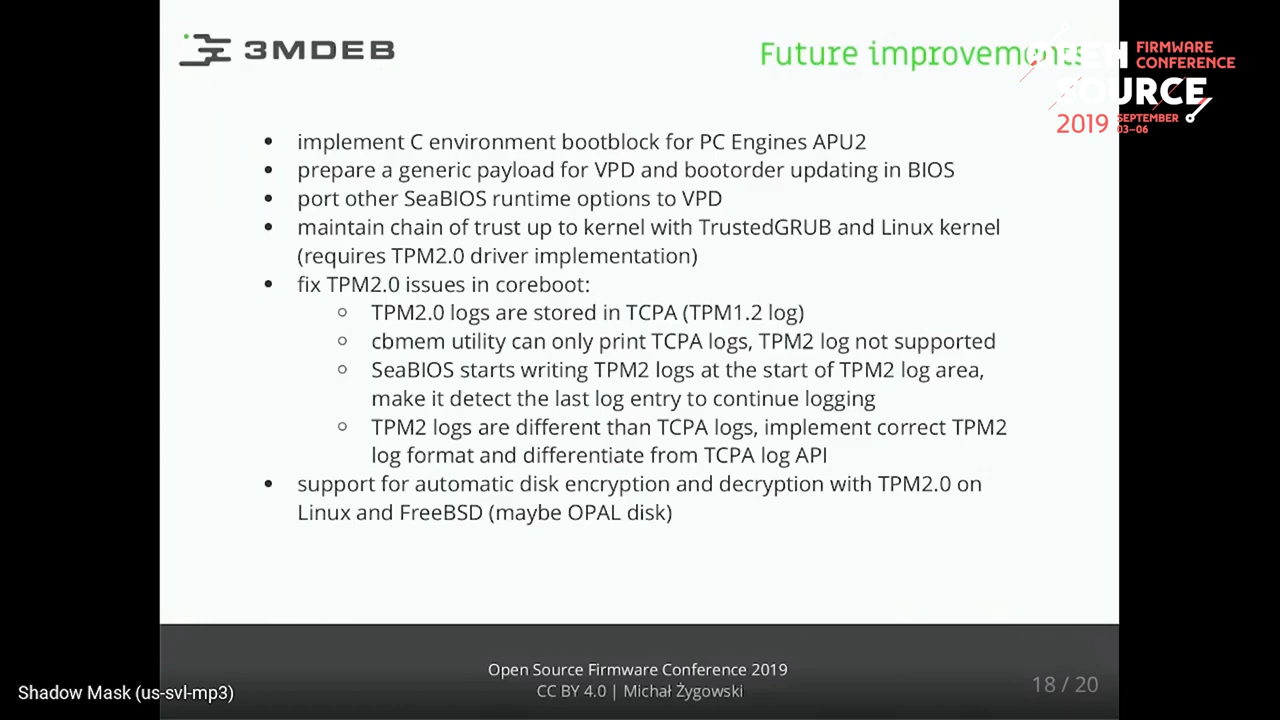 3MDEB
Future improvements
OPEN SOURCE
FIRMWARE
CONFERENCE
2019
SEPTEMBER
03–06
• implement C environment bootblock for PC Engines APU2
• prepare a generic payload for VPD and bootorder updating in BIOS
• port other SeaBIOS runtime options to VPD
• maintain chain of trust up to kernel with TrustedGRUB and Linux kernel
(requires TPM2.0 driver implementation)
• fix TPM2.0 issues in coreboot:
○ TPM2.0 logs are stored in TCPA (TPM1.2 log)
○ cbmem utility can only print TCPA logs, TPM2 log not supported
○ SeaBIOS starts writing TPM2 logs at the start of TPM2 log area,
make it detect the last log entry to continue logging
○ TPM2 logs are different than TCPA logs, implement correct TPM2
log format and differentiate from TCPA log API
• support for automatic disk encryption and decryption with TPM2.0 on
Linux and FreeBSD (maybe OPAL disk)
Open Source Firmware Conference 2019
CC BY 4.0 | Michał Żygowski
18 / 20
Shadow Mask (us-svl-mp3)